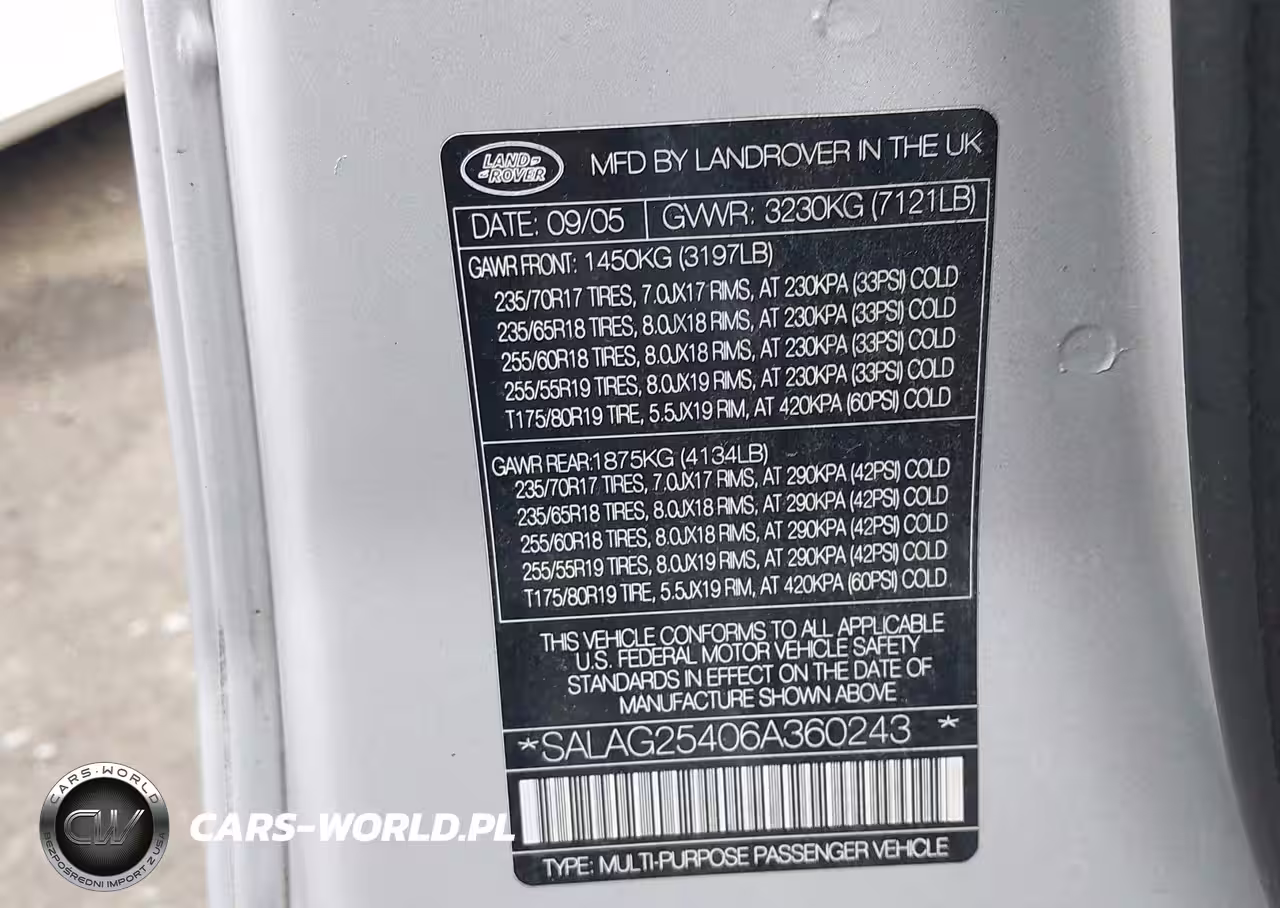 LAND-
-ROVER
MFD BY LANDROVER IN THE UK
DATE: 09/05 GVWR: 3230KG (7121LB)
GAWR FRONT: 1450KG (3197LB)
235/70R17 TIRES, 7.0JX17 RIMS, AT 230KPA (33PSI) COLD
235/65R18 TIRES, 8.0JX18 RIMS, AT 230KPA (33PSI) COLD
255/60R18 TIRES, 8.0JX18 RIMS, AT 230KPA (33PSI) COLD
255/55R19 TIRES, 8.0JX19 RIMS, AT 230KPA (33PSI) COLD
T175/80R19 TIRE, 5.5JX19 RIM, AT 420KPA (60PSI) COLD
GAWR REAR:1875KG (4134LB)
235/70R17 TIRES, 7.0JX17 RIMS, AT 290KPA (42PSI) COLD
235/65R18 TIRES, 8.0JX18 RIMS, AT 290KPA (42PSI) COLD
255/60R18 TIRES, 8.0JX18 RIMS, AT 290KPA (42PSI) COLD
255/55R19 TIRES, 8.0JX19 RIMS, AT 290KPA (42PSI) COLD
T175/80R19 TIRE, 5.5JX19 RIM, AT 420KPA (60PSI) COLD
THIS VEHICLE CONFORMS TO ALL APPLICABLE
U.S. FEDERAL MOTOR VEHICLE SAFETY
STANDARDS IN EFFECT ON THE DATE OF
MANUFACTURE SHOWN ABOVE
*SALAG25406A360243 *
TYPE: MULTI-PURPOSE PASSENGER VEHICLE
CARS-WORLD
CW
BEZPOŚREDNI IMPORT Z USA
CARS-WORLD.PL